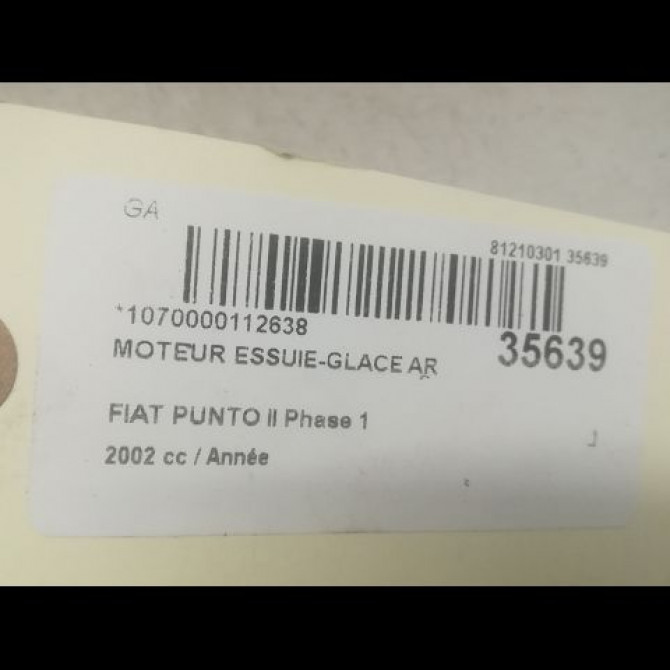 GA
81210301 35639
*1070000112638
35639
MOTEUR ESSUIE-GLACE AR
FIAT PUNTO II Phase 1
2002 cc / Année